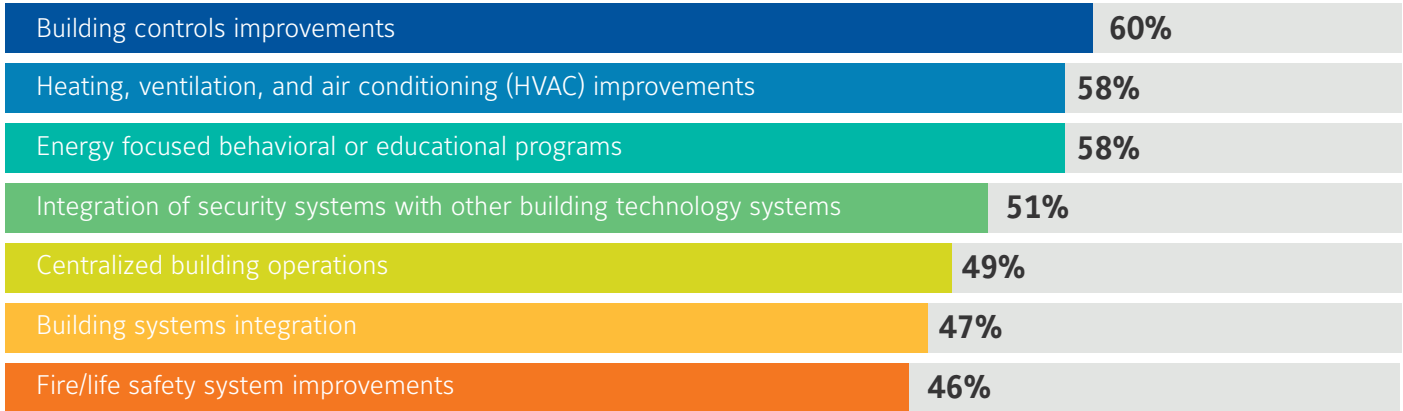 Building controls improvements 60%
Heating, ventilation, and air conditioning (HVAC) improvements 58%
Energy focused behavioral or educational programs 58%
Integration of security systems with other building technology systems 51%
Centralized building operations 49%
Building systems integration 47%
Fire/life safety system improvements 46%